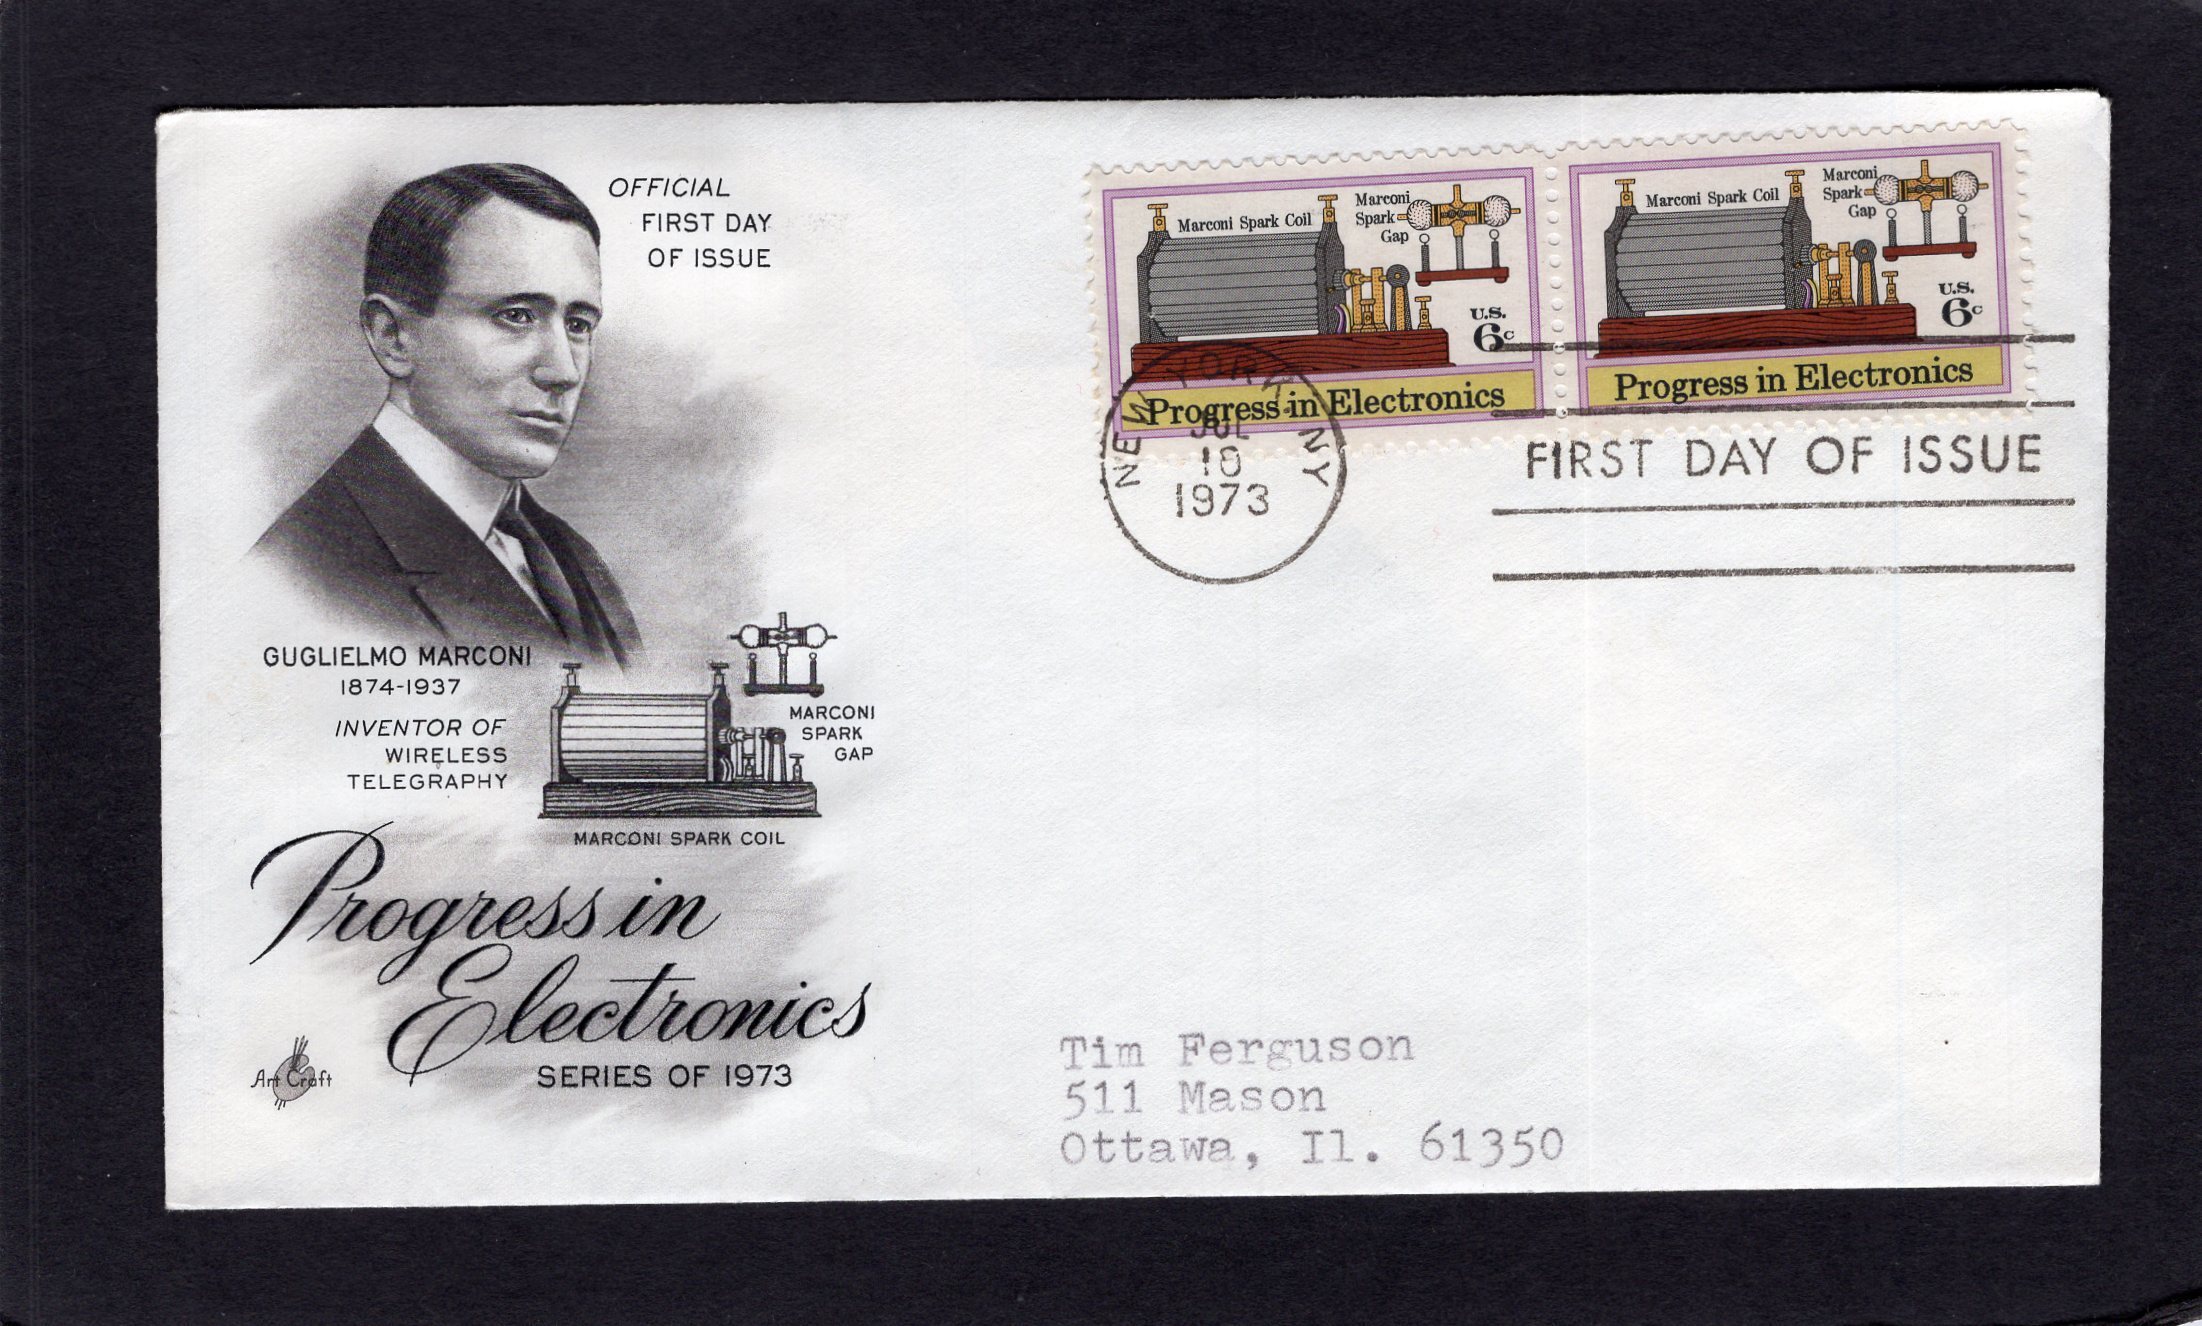 OFFICIAL
FIRST DAY
OF ISSUE
GUGLIELMO MARCONI
1874-1937
INVENTOR OF
WIRELESS
TELEGRAPHY
MARCONI
SPARK
GAP
MARCONI SPARK COIL
Progress in
Electronics
SERIES OF 1973
Art Craft
Marconi Spark Coil
Marconi
Spark
Gap
U.S.
6c
Progress in Electronics
Marconi Spark Coil
Marconi
Spark
Gap
U.S.
6c
Progress in Electronics
NEW YORK, NY
JUL
10
1973
FIRST DAY OF ISSUE
Tim Ferguson
511 Mason
Ottawa, Il. 61350